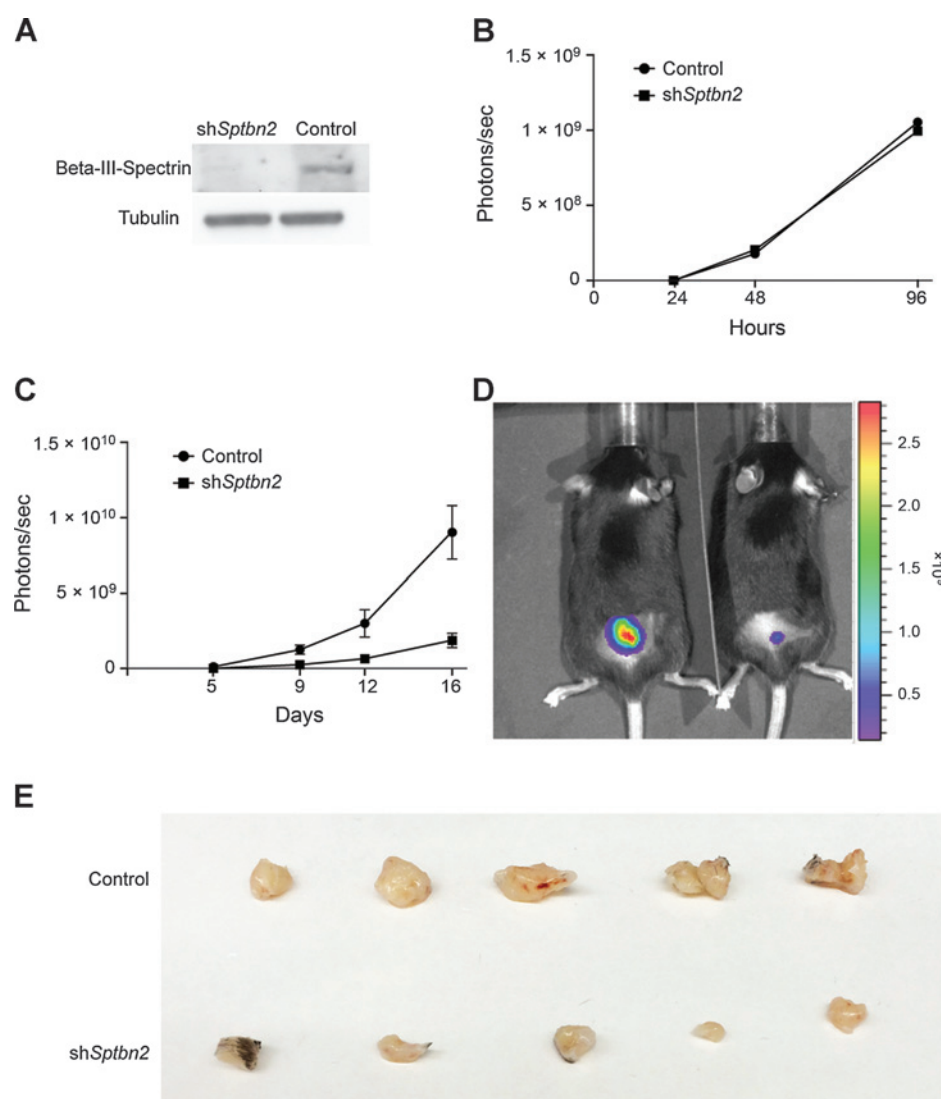 A
shSptbn2 Control
Beta-III-Spectrin
Tubulin
B
1.5 × 10⁹
1 × 10⁹
5 × 10⁸
0
Photons/sec
Control
shSptbn2
0 24 48 96
Hours
C
1.5 × 10¹⁰
1 × 10¹⁰
5 × 10⁹
0
Photons/sec
Control
shSptbn2
5 9 12 16
Days
D
2.5
2.0
1.5
1.0
0.5
×10⁹
E
Control
shSptbn2